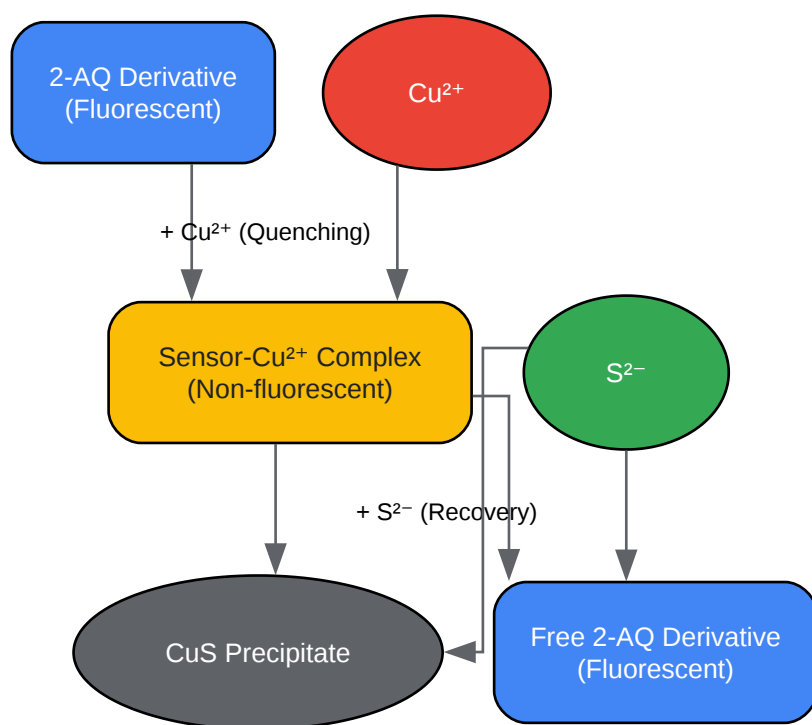 2-AQ Derivative
(Fluorescent)
Cu²⁺
+ Cu²⁺ (Quenching)
Sensor-Cu²⁺ Complex
(Non-fluorescent)
S²⁻
+ S²⁻ (Recovery)
CuS Precipitate
Free 2-AQ Derivative
(Fluorescent)